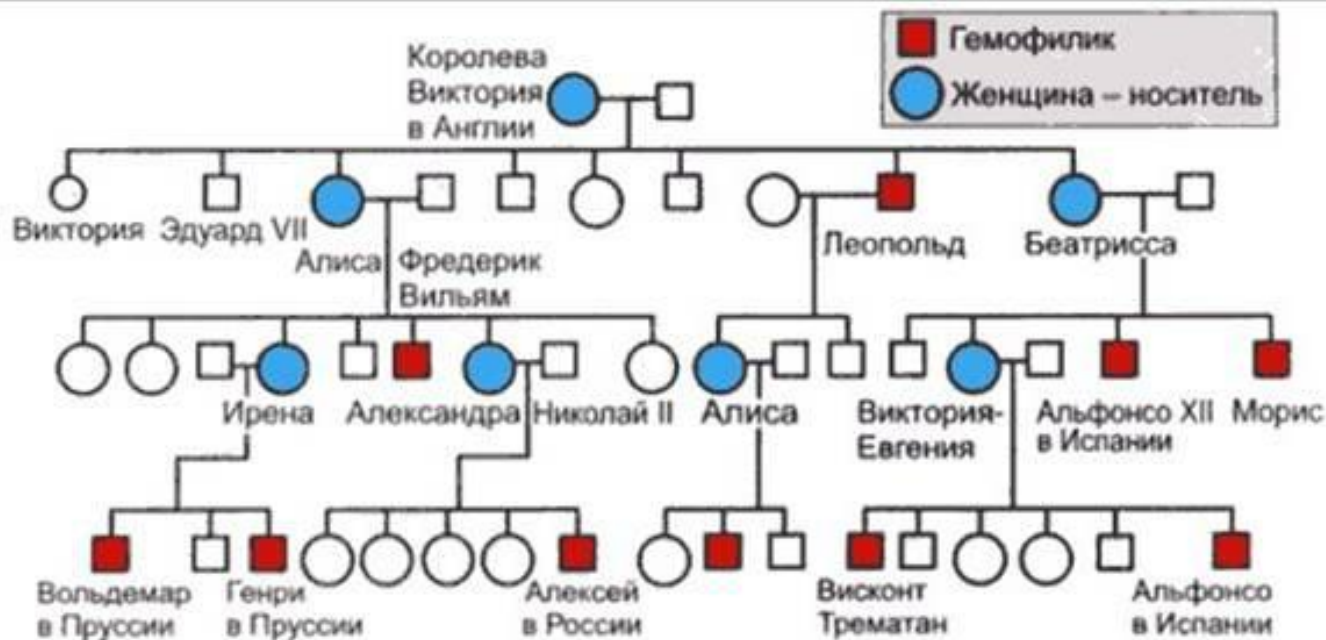 Гемофилик
Женщина – носитель
Королева
Виктория
в Англии
Виктория
Эдуард VII
Алиса
Фредерик
Вильям
Леопольд
Беатрисса
Ирена
Александра
Николай II
Алиса
Виктория-
Евгения
Альфонсо XII
в Испании
Морис
Вольдемар
в Пруссии
Генри
в Пруссии
Алексей
в России
Висконт
Трематан
Альфонсо
в Испании